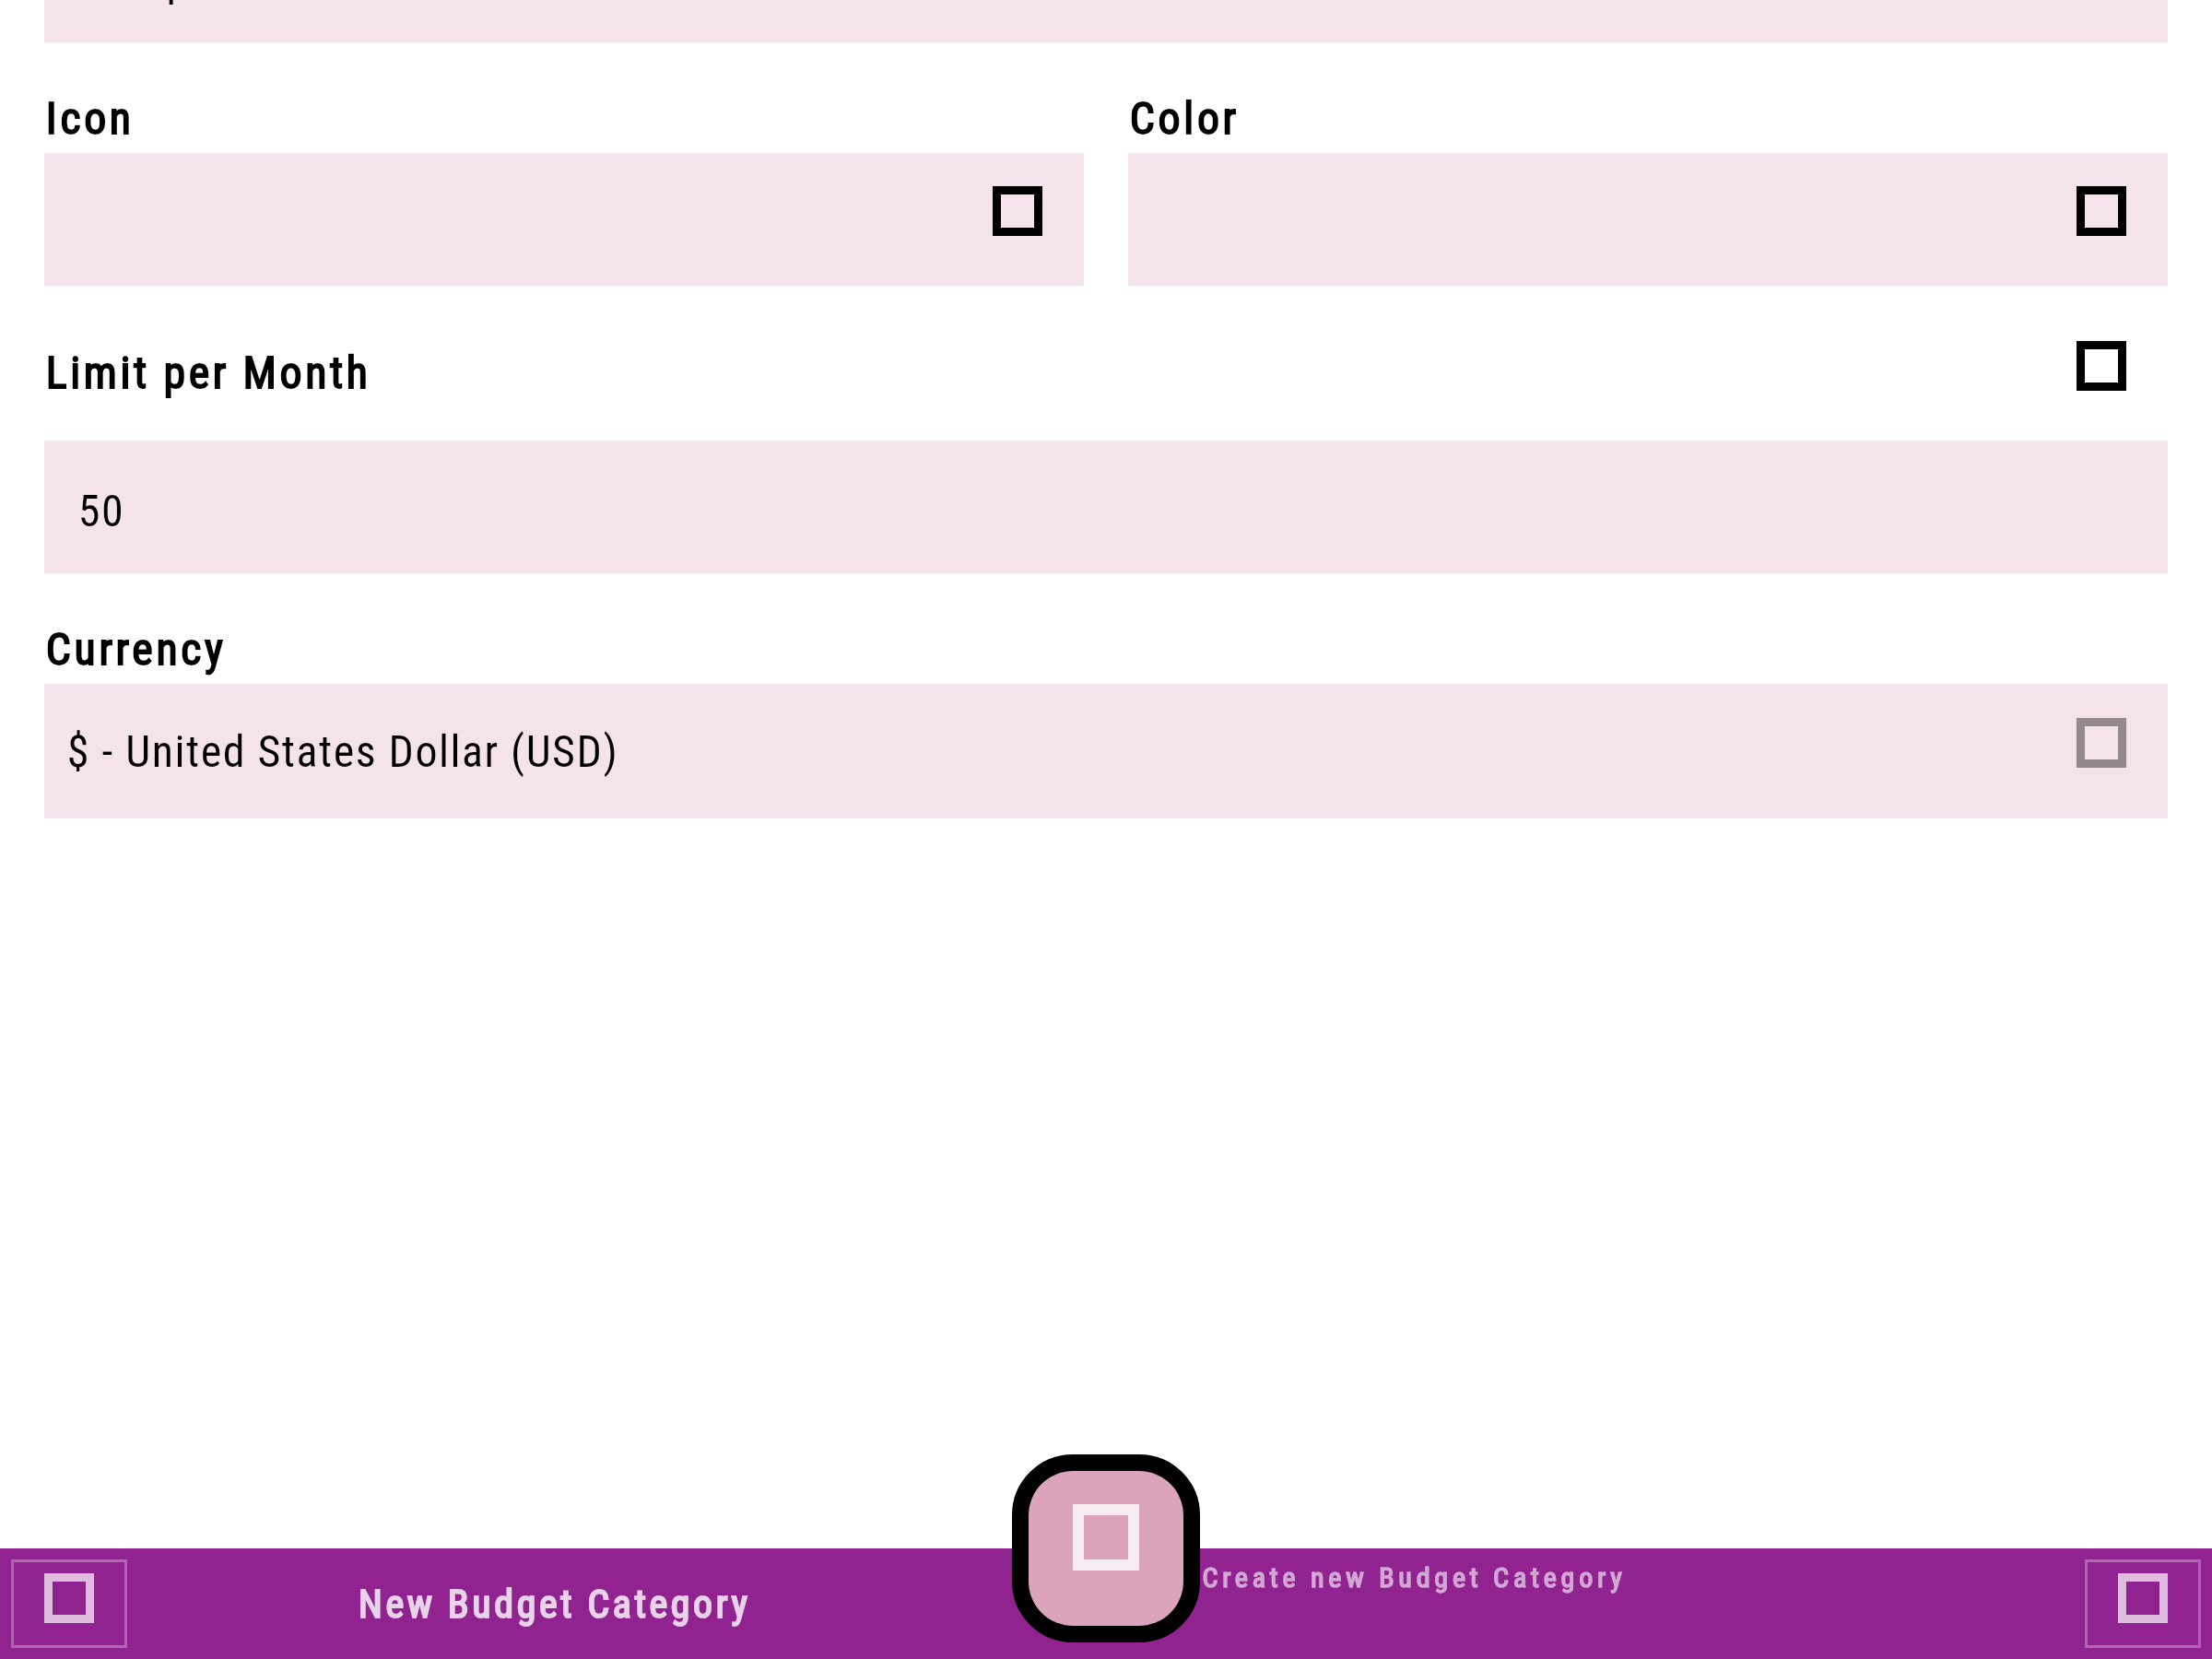 Icon
Color
Limit per Month
50
Currency
$ - United States Dollar (USD)
New Budget Category
Create new Budget Category